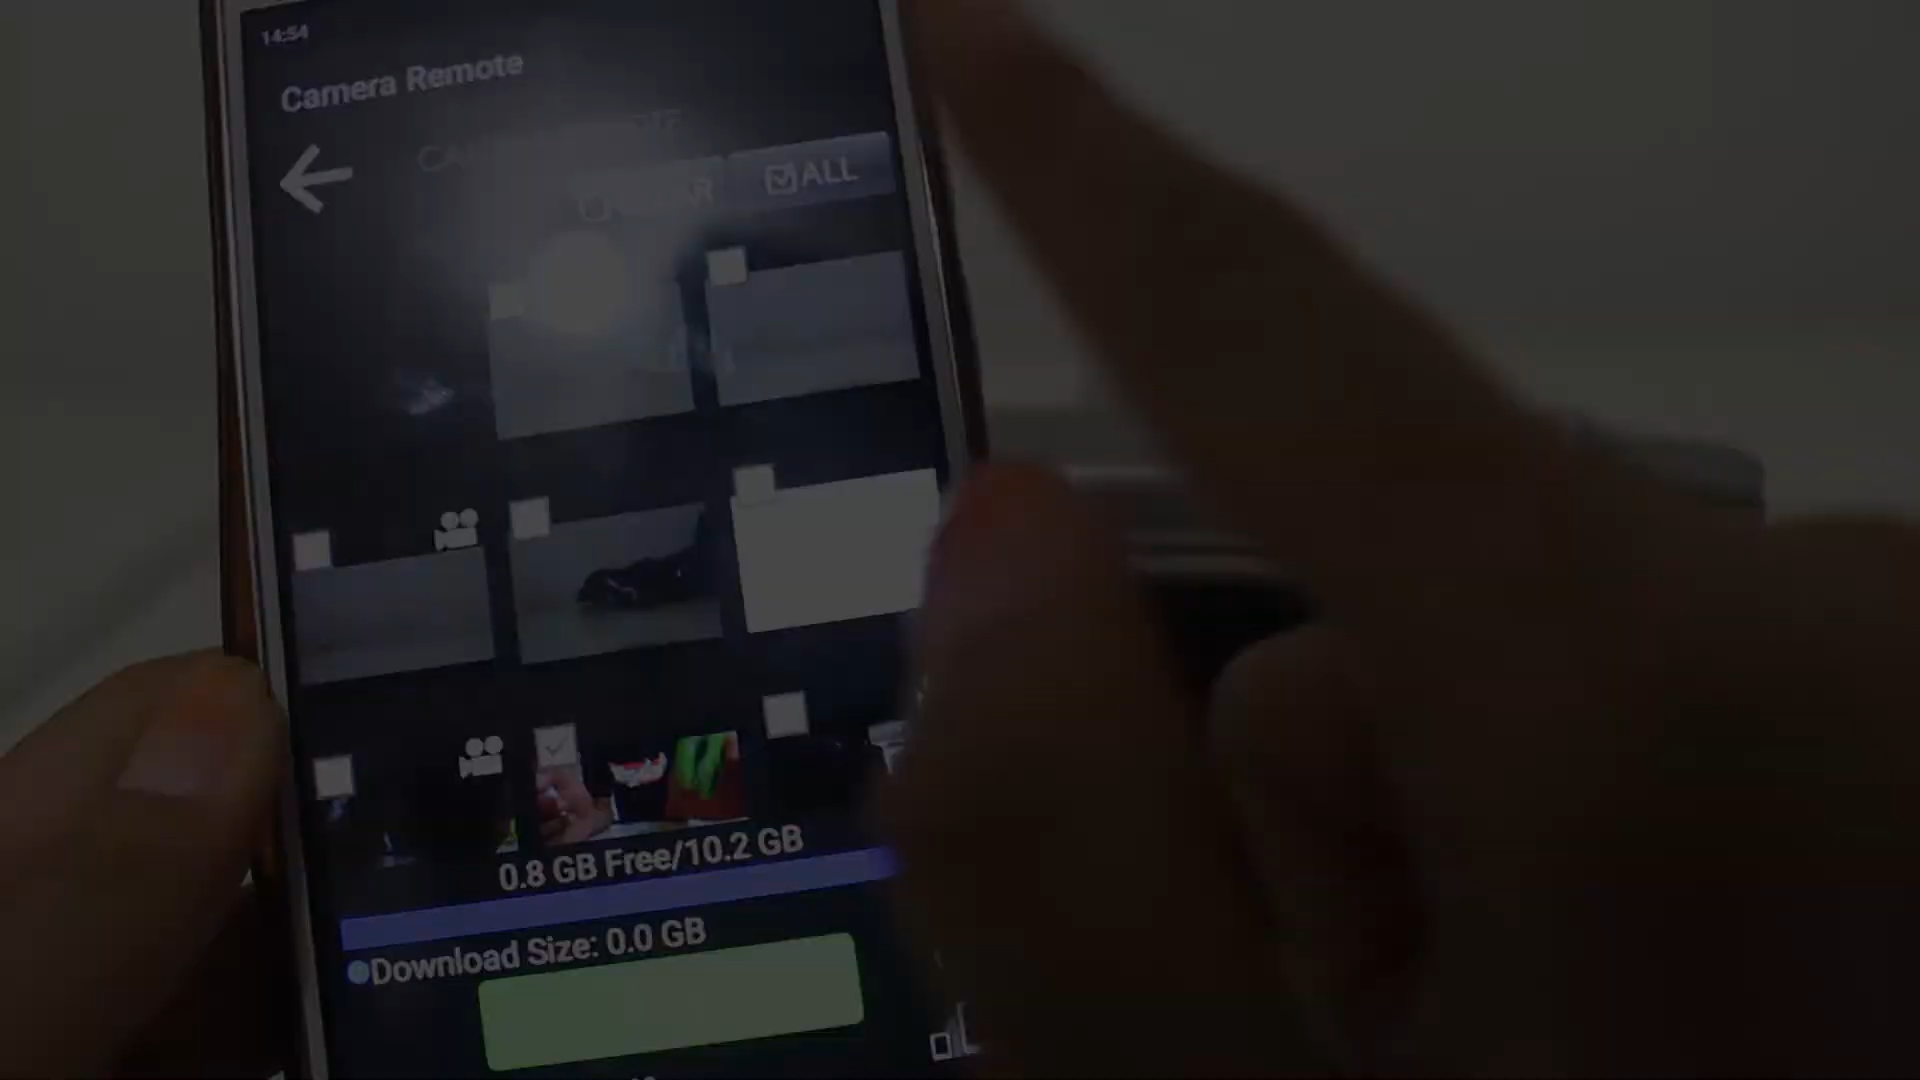 14:54
Camera Remote
ALL
0.8 GB Free/10.2 GB
Download Size: 0.0 GB